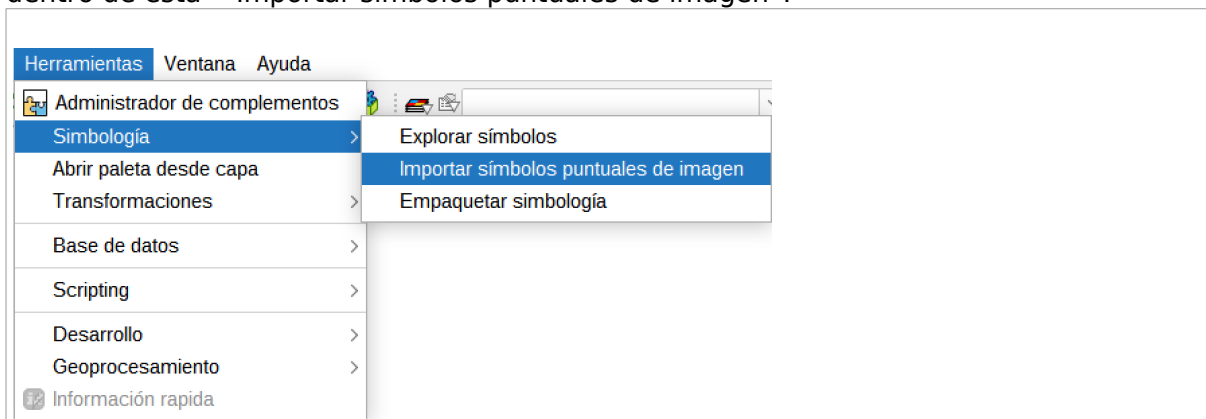 dentro de esta " Importar símbolos puntuales de imagen".
Herramientas Ventana Ayuda
Administrador de complementos
Simbología
Explorar símbolos
Abrir paleta desde capa
Importar símbolos puntuales de imagen
Transformaciones
Empaquetar simbología
Base de datos
Scripting
Desarrollo
Geoprocesamiento
Información rapida